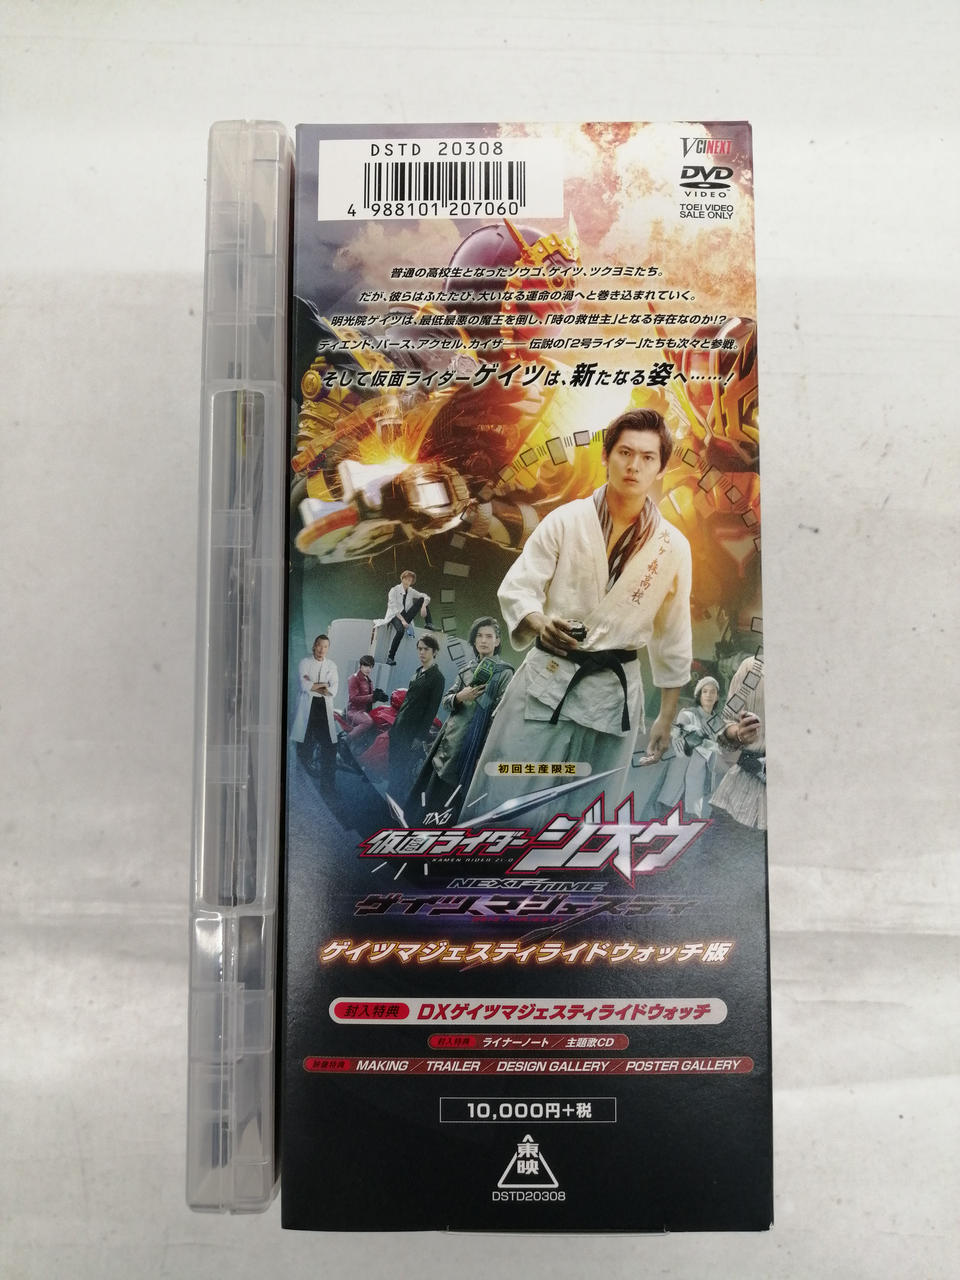 DSTD 20308
4 988101 207060
VCINEXT
DVD
VIDEO
TOEI VIDEO
SALE ONLY
普通の高校生となったソウゴ、ゲイツ、ツクヨミたち。
だが、彼らはふたたび、大いなる運命の渦へと巻き込まれていく。
明光院ゲイツは、最低最悪の魔王を倒し、「時の救世主」となる存在なのか!?
ディエンド、バース、アクセル、カイザ── 伝説の「2号ライダー」たちも次々と参戦。
そして仮面ライダーゲイツは、新たなる姿へ……！
光ヶ森高校
初回生産限定
仮面ライダージオウ
KAMEN RIDER ZI-O
NEXT TIME
ゲイツ、マジェスティ
ゲイツマジェスティライドウォッチ版
封入特典 DXゲイツマジェスティライドウォッチ
封入特典 ライナーノート／主題歌CD
映像特典 MAKING／TRAILER／DESIGN GALLERY／POSTER GALLERY
10,000円+税
東映
DSTD20308